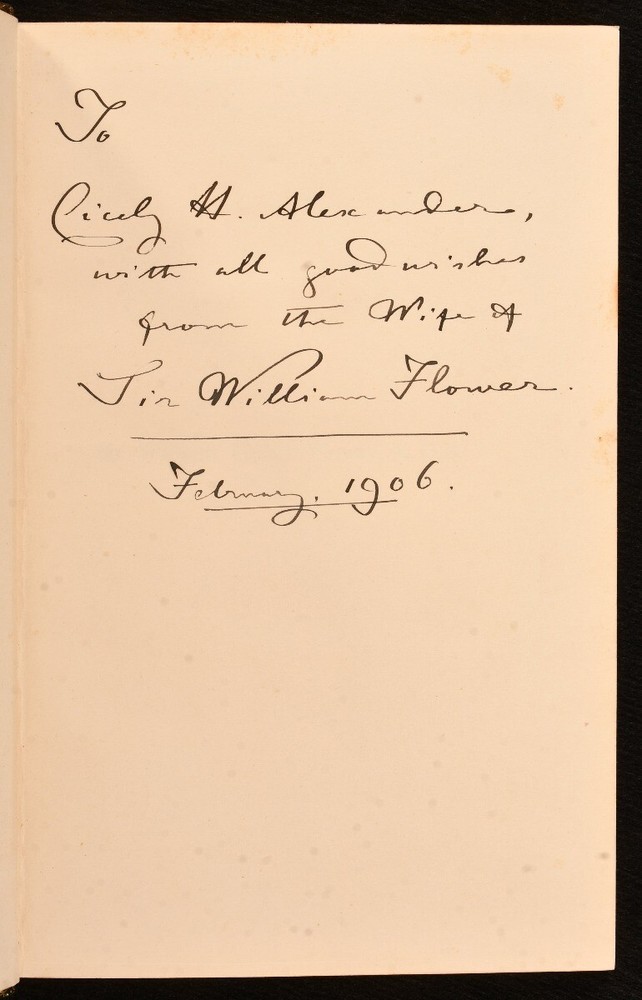 To
Cicely H. Alexander,
with all good wishes
from the Wife of
Sir William Flower.
February. 1906.